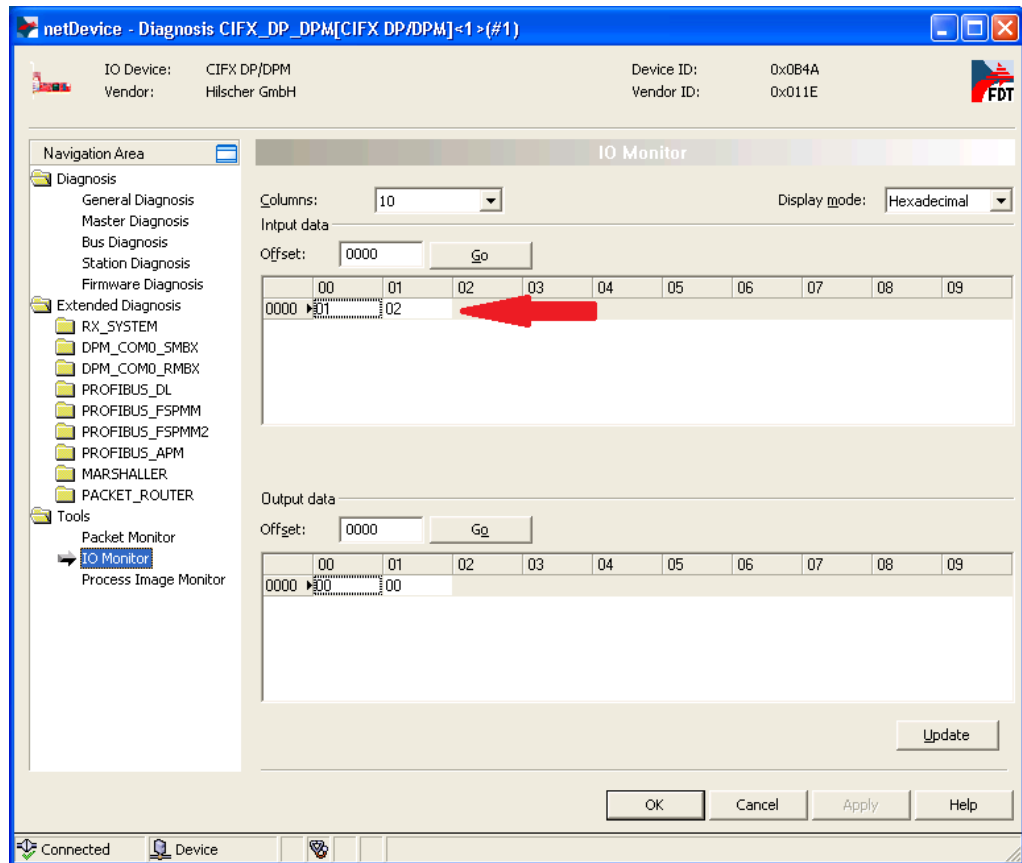 netDevice - Diagnosis CIFX_DP_DPM[CIFX DP/DPM]<1>(#1)
IO Device: CIFX DP/DPM Device ID: 0x0B4A
Vendor: Hilscher GmbH Vendor ID: 0x011E
FDT
Navigation Area
Diagnosis
General Diagnosis
Master Diagnosis
Bus Diagnosis
Station Diagnosis
Firmware Diagnosis
Extended Diagnosis
RX_SYSTEM
DPM_COM0_SMBX
DPM_COM0_RMBX
PROFIBUS_DL
PROFIBUS_FSPMM
PROFIBUS_FSPMM2
PROFIBUS_APM
MARSHALLER
PACKET_ROUTER
Tools
Packet Monitor
IO Monitor
Process Image Monitor
IO Monitor
Columns: 10 Display mode: Hexadecimal
Intput data
Offset: 0000 Go
00 01 02 03 04 05 06 07 08 09
0000 01 02
Output data
Offset: 0000 Go
00 01 02 03 04 05 06 07 08 09
0000 00 00
Update
OK Cancel Apply Help
Connected Device